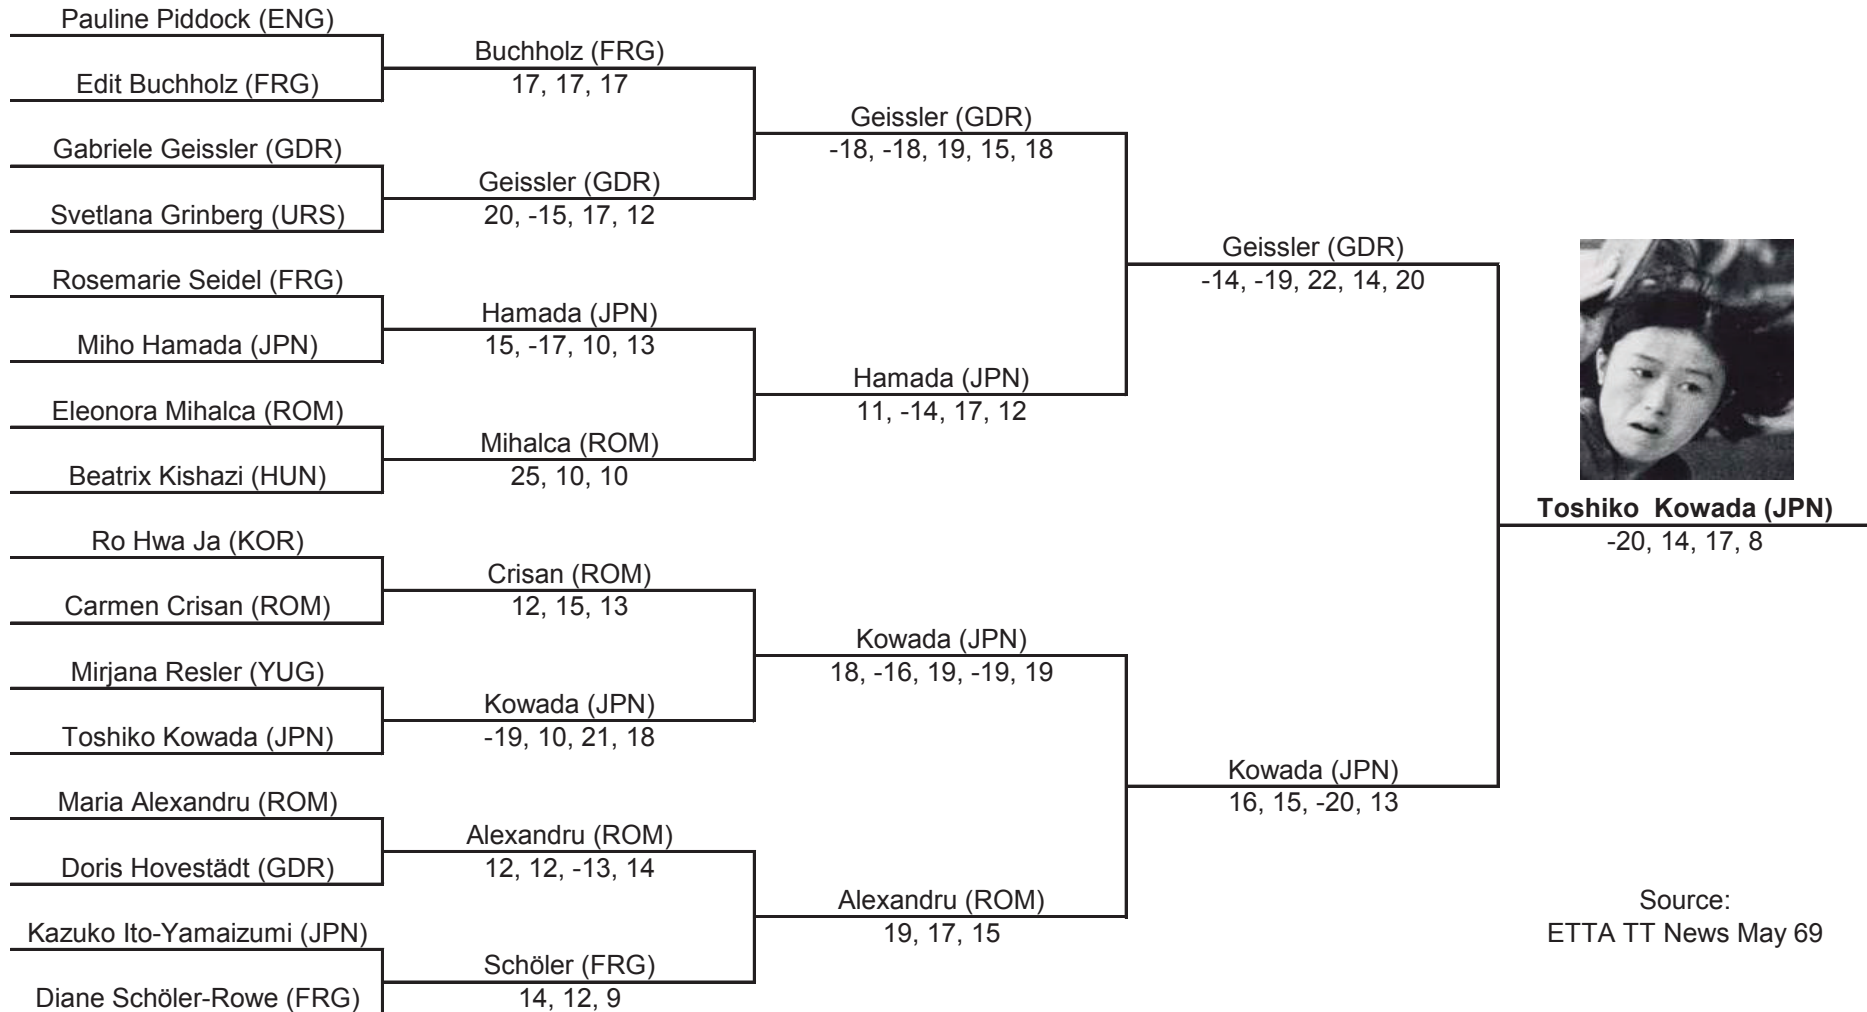 Pauline Piddock (ENG)
Edit Buchholz (FRG)
Gabriele Geissler (GDR)
Svetlana Grinberg (URS)
Rosemarie Seidel (FRG)
Miho Hamada (JPN)
Eleonora Mihalca (ROM)
Beatrix Kishazi (HUN)
Ro Hwa Ja (KOR)
Carmen Crisan (ROM)
Mirjana Resler (YUG)
Toshiko Kowada (JPN)
Maria Alexandru (ROM)
Doris Hovestädt (GDR)
Kazuko Ito-Yamaizumi (JPN)
Diane Schöler-Rowe (FRG)
Buchholz (FRG)
17, 17, 17
Geissler (GDR)
20, -15, 17, 12
Hamada (JPN)
15, -17, 10, 13
Mihalca (ROM)
25, 10, 10
Crisan (ROM)
12, 15, 13
Kowada (JPN)
-19, 10, 21, 18
Alexandru (ROM)
12, 12, -13, 14
Schöler (FRG)
14, 12, 9
Geissler (GDR)
-18, -18, 19, 15, 18
Hamada (JPN)
11, -14, 17, 12
Kowada (JPN)
18, -16, 19, -19, 19
Alexandru (ROM)
19, 17, 15
Geissler (GDR)
-14, -19, 22, 14, 20
Kowada (JPN)
16, 15, -20, 13
Toshiko Kowada (JPN)
-20, 14, 17, 8
Source:
ETTA TT News May 69